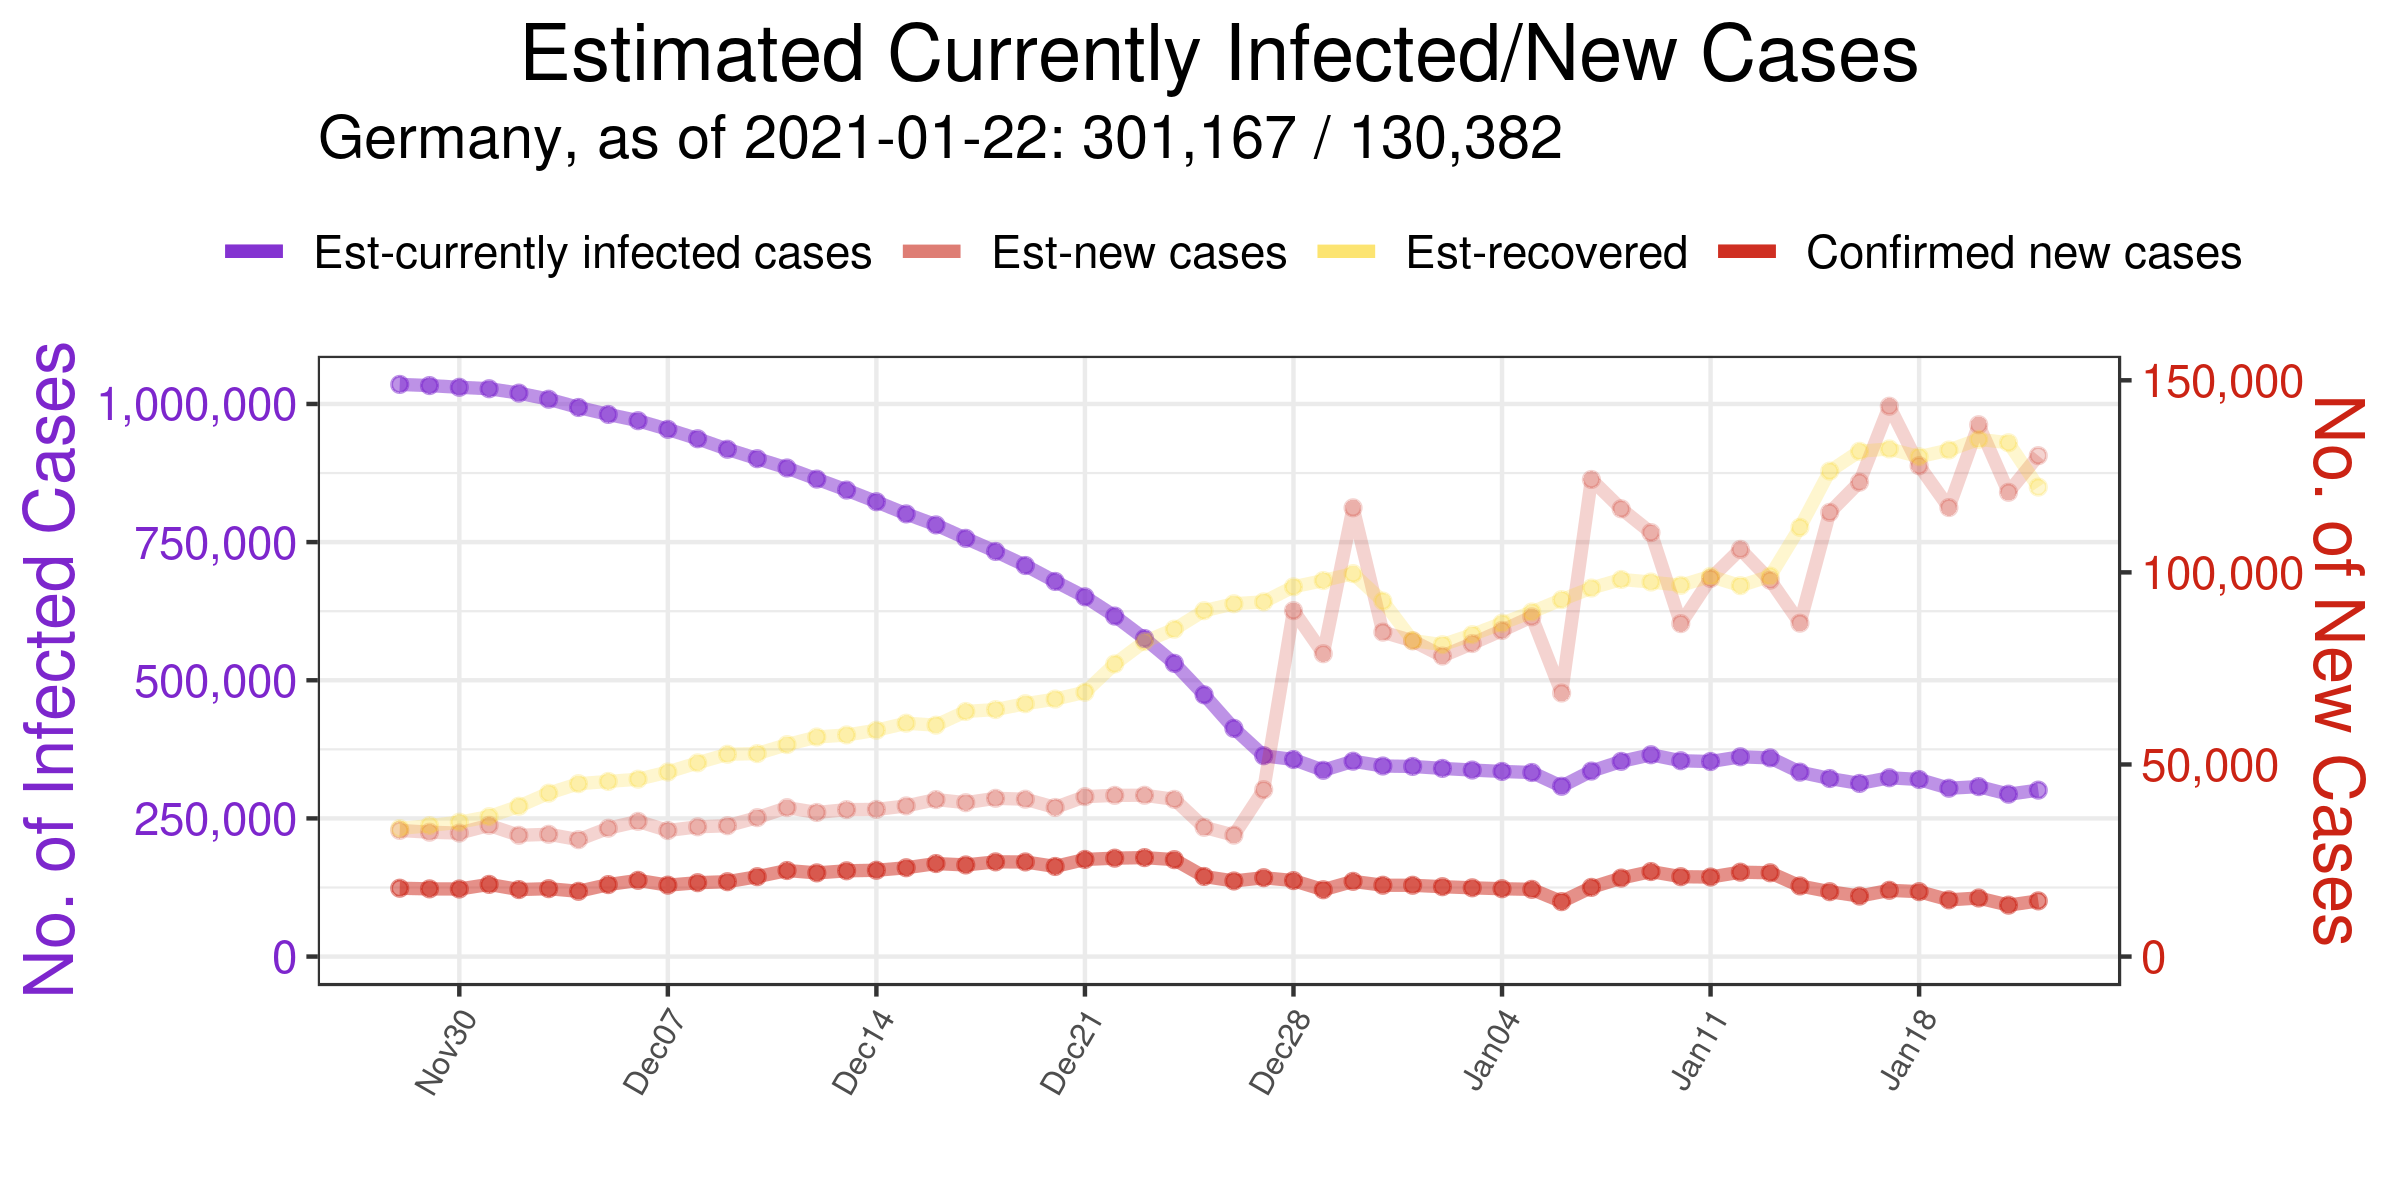 Estimated Currently Infected/New Cases
Germany, as of 2021-01-22: 301,167 / 130,382
Est-currently infected cases Est-new cases Est-recovered Confirmed new cases
No. of Infected Cases
1,000,000
750,000
500,000
250,000
0
150,000
100,000
50,000
0
No. of New Cases
Nov30 Dec07 Dec14 Dec21 Dec28 Jan04 Jan11 Jan18